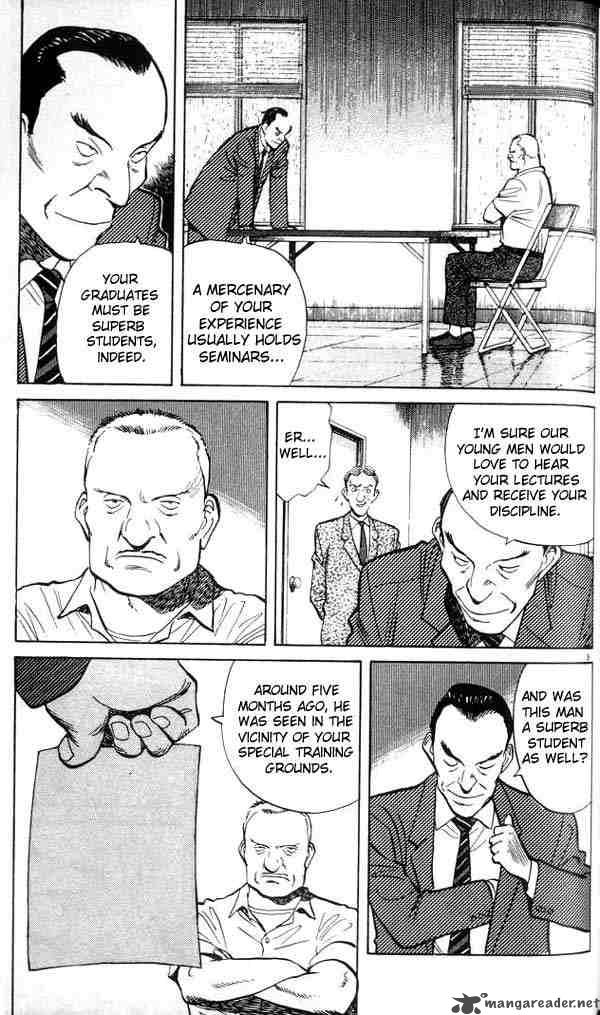 A MERCENARY
OF YOUR
EXPERIENCE
USUALLY HOLDS
SEMINARS...
YOUR
GRADUATES
MUST BE
SUPERB
STUDENTS,
INDEED.
I'M SURE OUR
YOUNG MEN WOULD
LOVE TO HEAR
YOUR LECTURES
AND RECEIVE YOUR
DISCIPLINE.
ER...
WELL...
AND WAS
THIS MAN
A SUPERB
STUDENT
AS WELL?
AROUND FIVE
MONTHS AGO, HE
WAS SEEN IN THE
VICINITY OF YOUR
SPECIAL TRAINING
GROUNDS.
mangareader.net